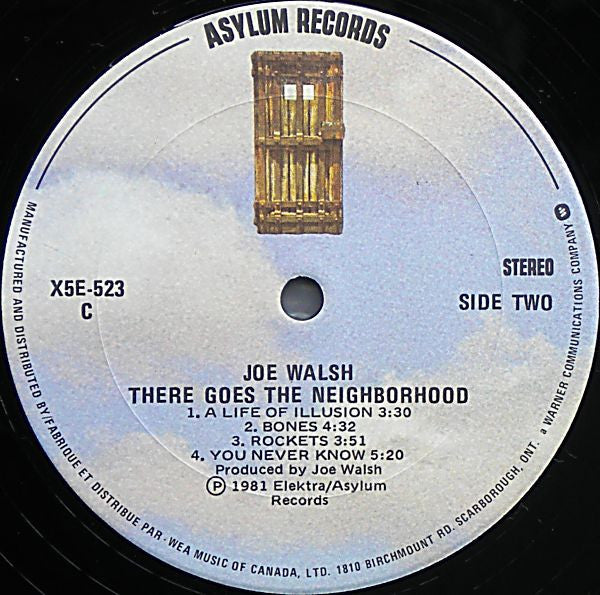 ASYLUM RECORDS
X5E-523
C
STEREO
SIDE TWO
JOE WALSH
THERE GOES THE NEIGHBORHOOD
1. A LIFE OF ILLUSION 3:30
2. BONES 4:32
3. ROCKETS 3:51
4. YOU NEVER KNOW 5:20
Produced by Joe Walsh
Ⓟ 1981 Elektra/Asylum
Records
MANUFACTURED AND DISTRIBUTED BY/FABRIQUE ET DISTRIBUE PAR - WEA MUSIC OF CANADA, LTD. 1810 BIRCHMOUNT RD. SCARBOROUGH, ONT. a WARNER COMMUNICATIONS COMPANY